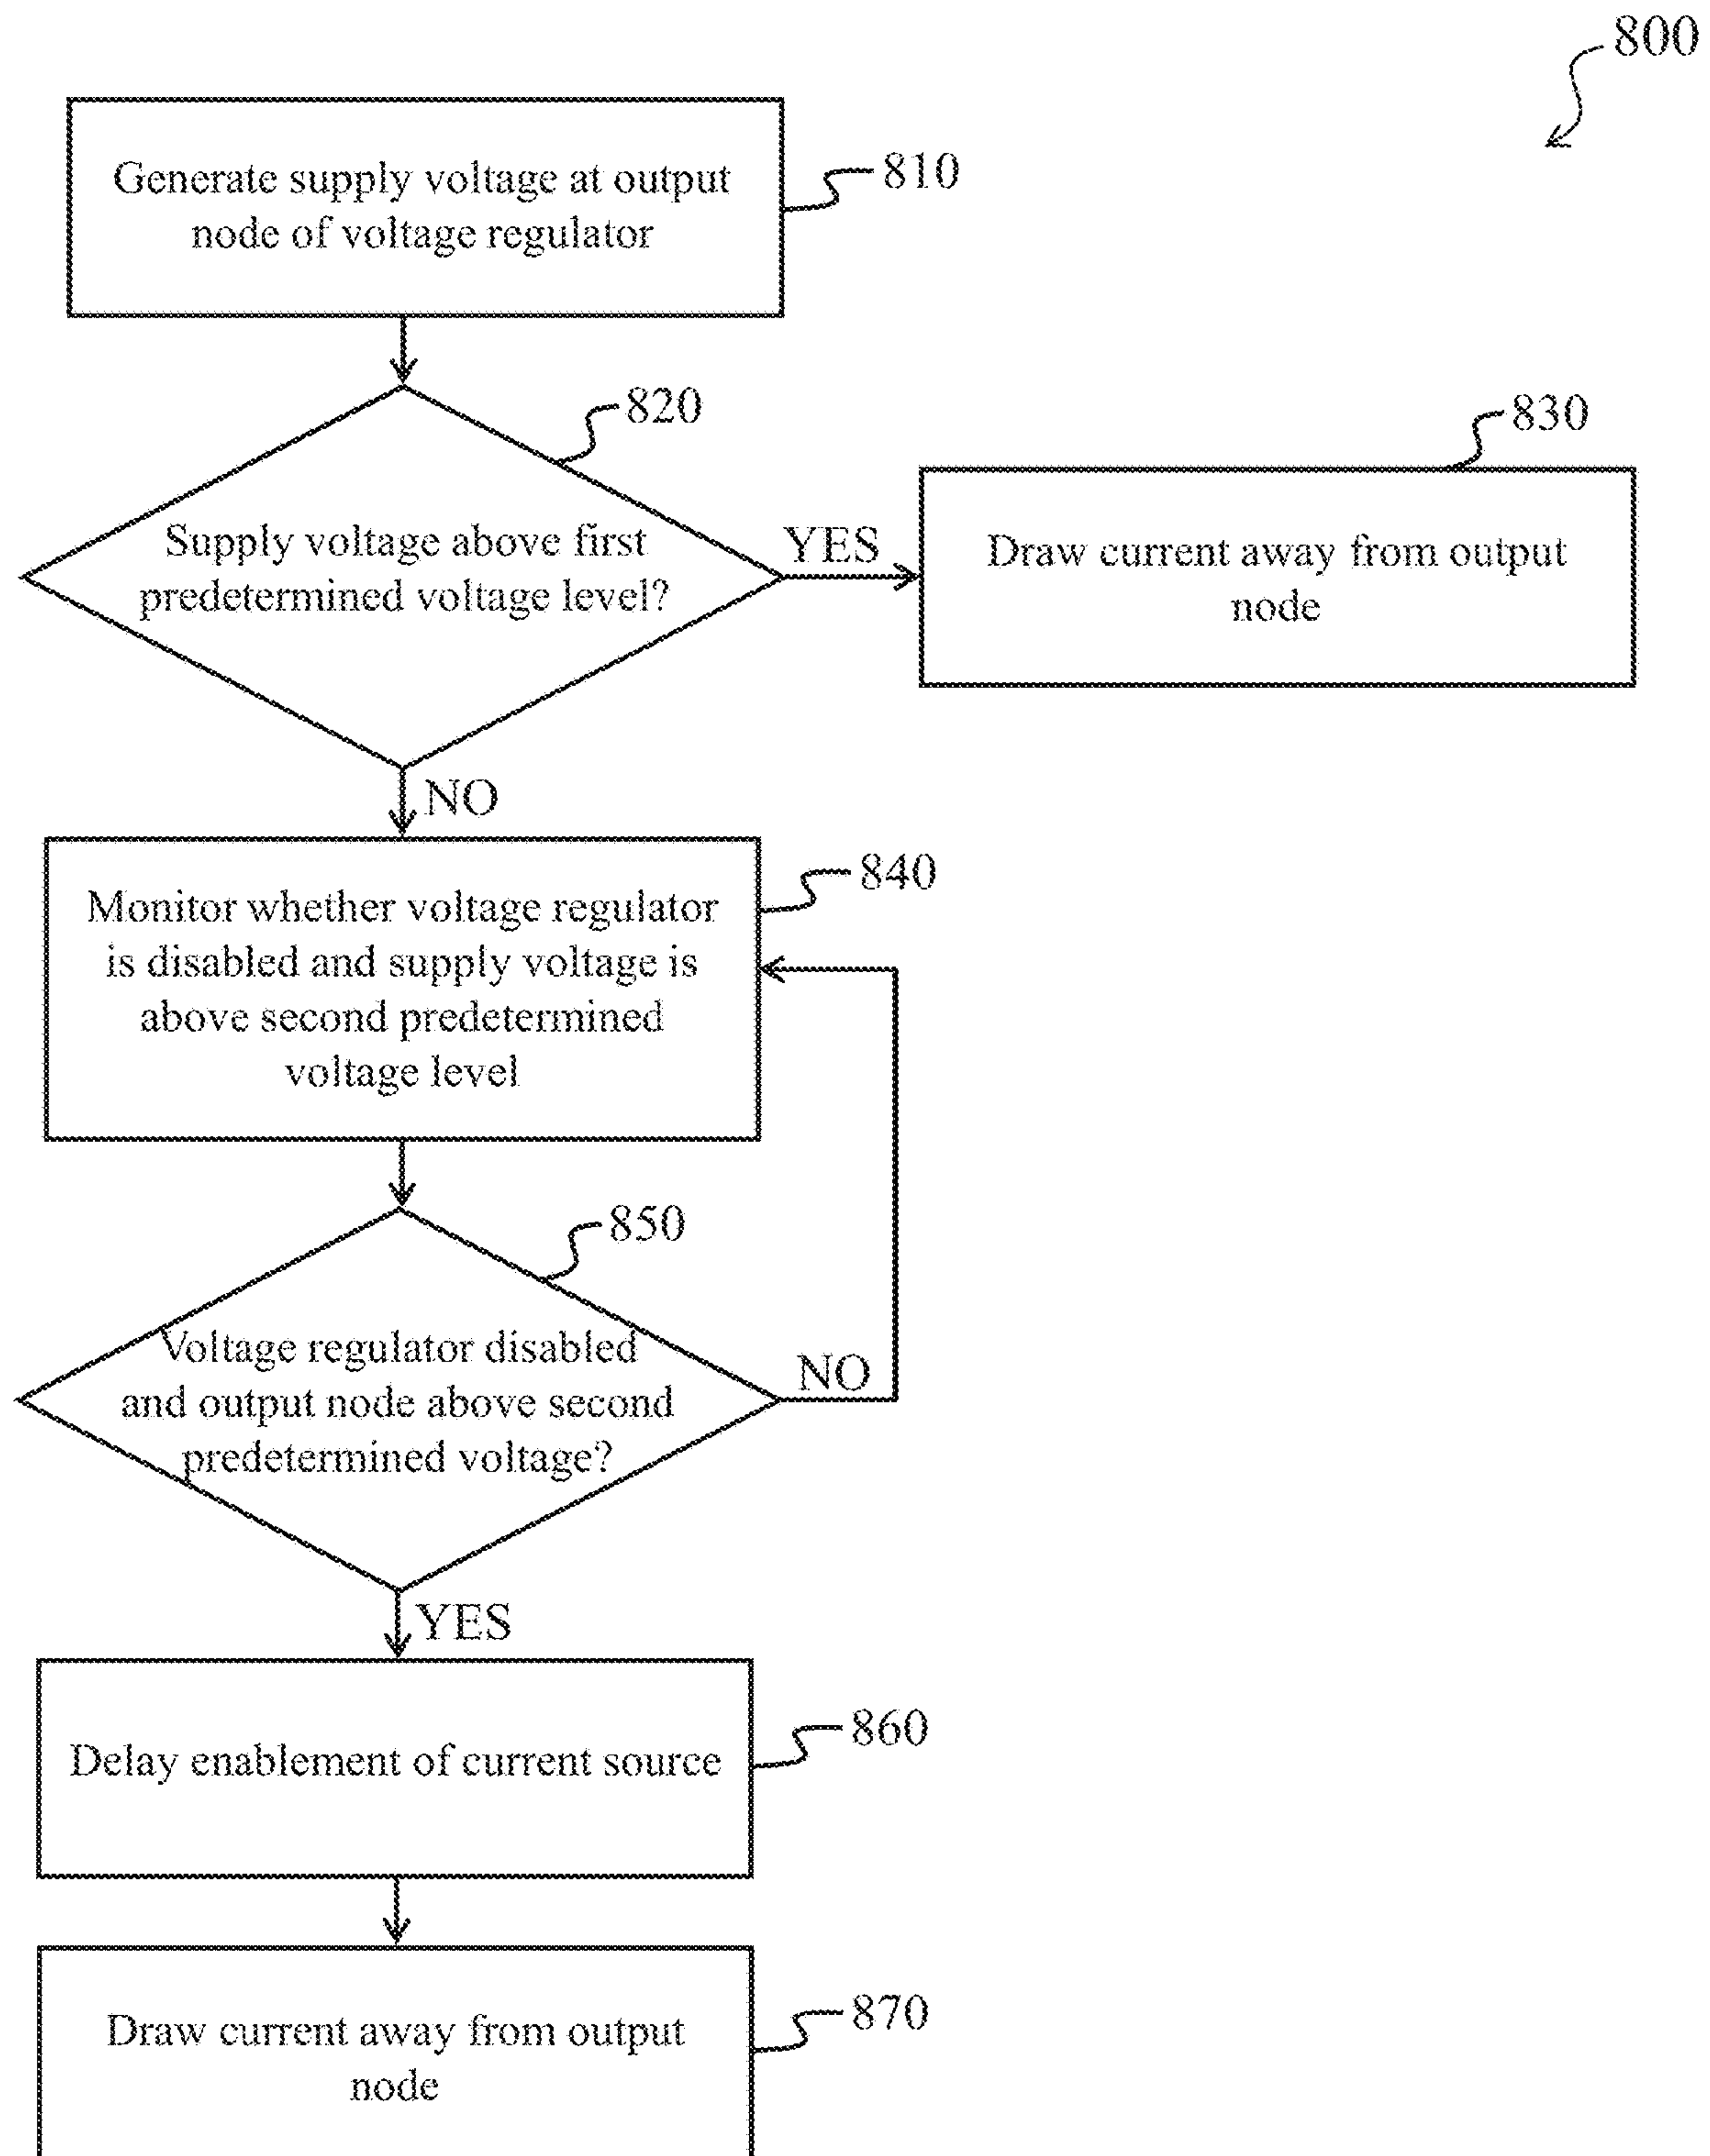 800
Generate supply voltage at output
node of voltage regulator
810
820
Supply voltage above first
predetermined voltage level?
YES
830
Draw current away from output
node
NO
840
Monitor whether voltage regulator
is disabled and supply voltage is
above second predetermined
voltage level
850
Voltage regulator disabled
and output node above second
predetermined voltage?
NO
YES
860
Delay enablement of current source
870
Draw current away from output
node